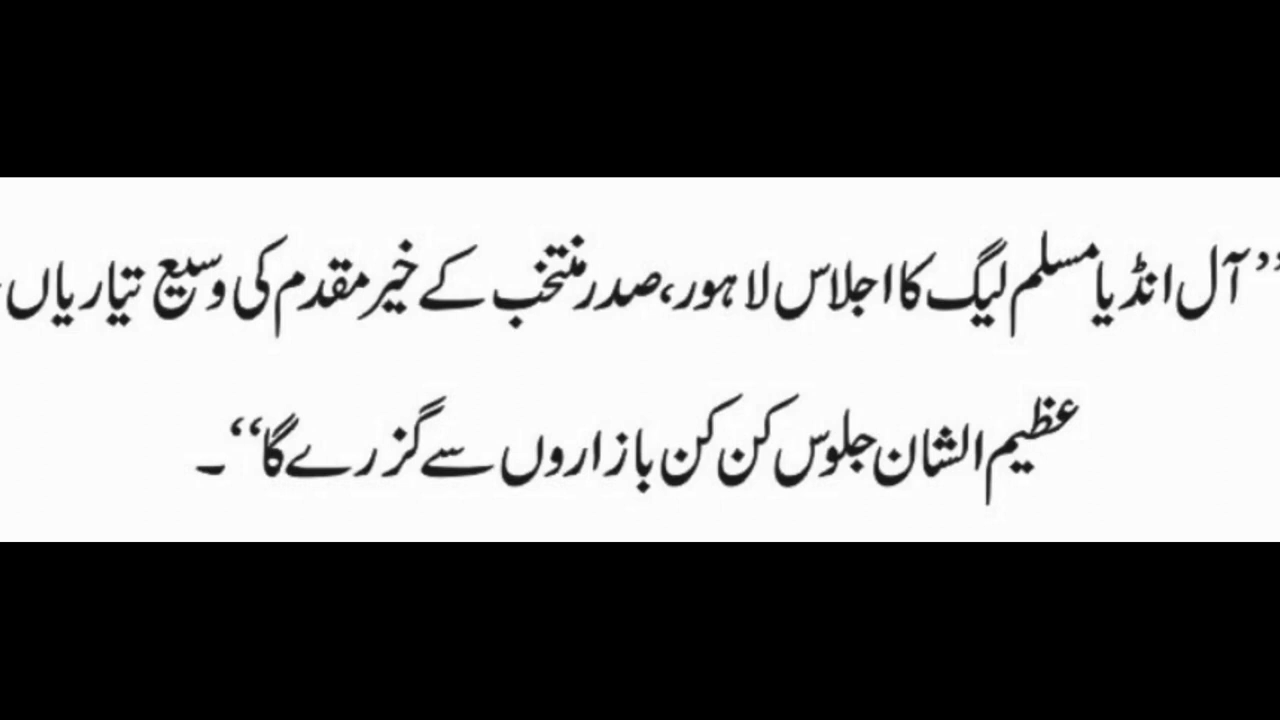 ”آل انڈیا مسلم لیگ کا اجلاس لاہور، صدر منتخب کے خیر مقدم کی وسیع تیاریاں۔
عظیم الشان جلوس کن کن بازاروں سے گزرے گا“۔